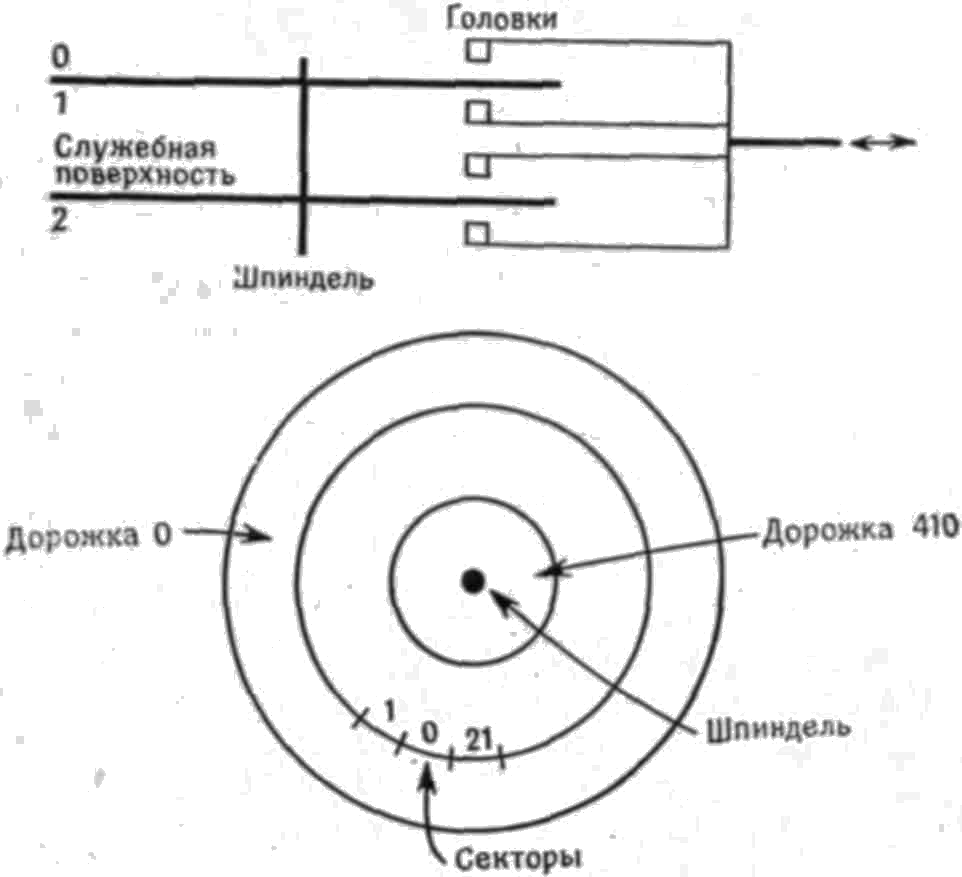 Головки
0
1
Служебная
поверхность
2
Шпиндель
Дорожка 0
Дорожка 410
1
0
21
Шпиндель
Секторы